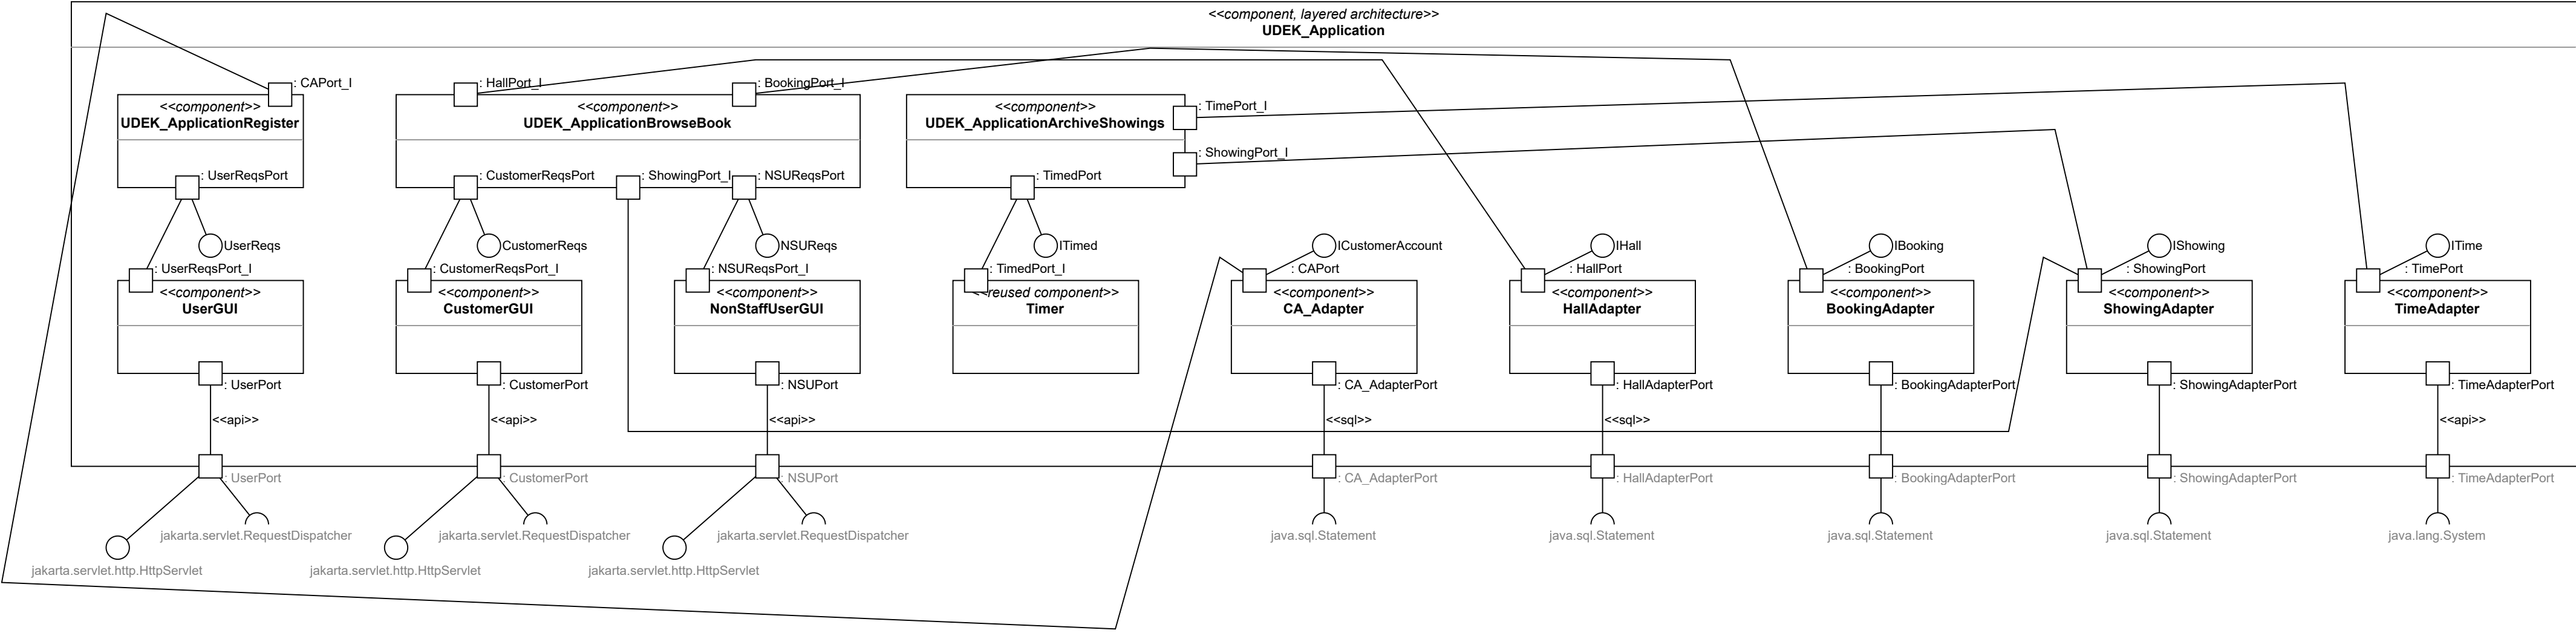 <<component, layered architecture>>
UDEK_Application
: CAPort_I
: HallPort_I
: BookingPort_I
<<component>>
UDEK_ApplicationRegister
<<component>>
UDEK_ApplicationBrowseBook
<<component>>
UDEK_ApplicationArchiveShowings
: TimePort_I
: ShowingPort_I
: UserReqsPort
: CustomerReqsPort
: ShowingPort_I
: NSUReqsPort
: TimedPort
UserReqs
CustomerReqs
NSUReqs
ITimed
ICustomerAccount
IHall
IBooking
IShowing
ITime
: UserReqsPort_I
: CustomerReqsPort_I
: NSUReqsPort_I
: TimedPort_I
: CAPort
: HallPort
: BookingPort
: ShowingPort
: TimePort
<<component>>
UserGUI
<<component>>
CustomerGUI
<<component>>
NonStaffUserGUI
<<reused component>>
Timer
<<component>>
CA_Adapter
<<component>>
HallAdapter
<<component>>
BookingAdapter
<<component>>
ShowingAdapter
<<component>>
TimeAdapter
: UserPort
: CustomerPort
: NSUPort
: CA_AdapterPort
: HallAdapterPort
: BookingAdapterPort
: ShowingAdapterPort
: TimeAdapterPort
<<api>>
<<api>>
<<api>>
<<sql>>
<<sql>>
<<api>>
: UserPort
: CustomerPort
: NSUPort
: CA_AdapterPort
: HallAdapterPort
: BookingAdapterPort
: ShowingAdapterPort
: TimeAdapterPort
jakarta.servlet.RequestDispatcher
jakarta.servlet.RequestDispatcher
jakarta.servlet.RequestDispatcher
java.sql.Statement
java.sql.Statement
java.sql.Statement
java.sql.Statement
java.lang.System
jakarta.servlet.http.HttpServlet
jakarta.servlet.http.HttpServlet
jakarta.servlet.http.HttpServlet